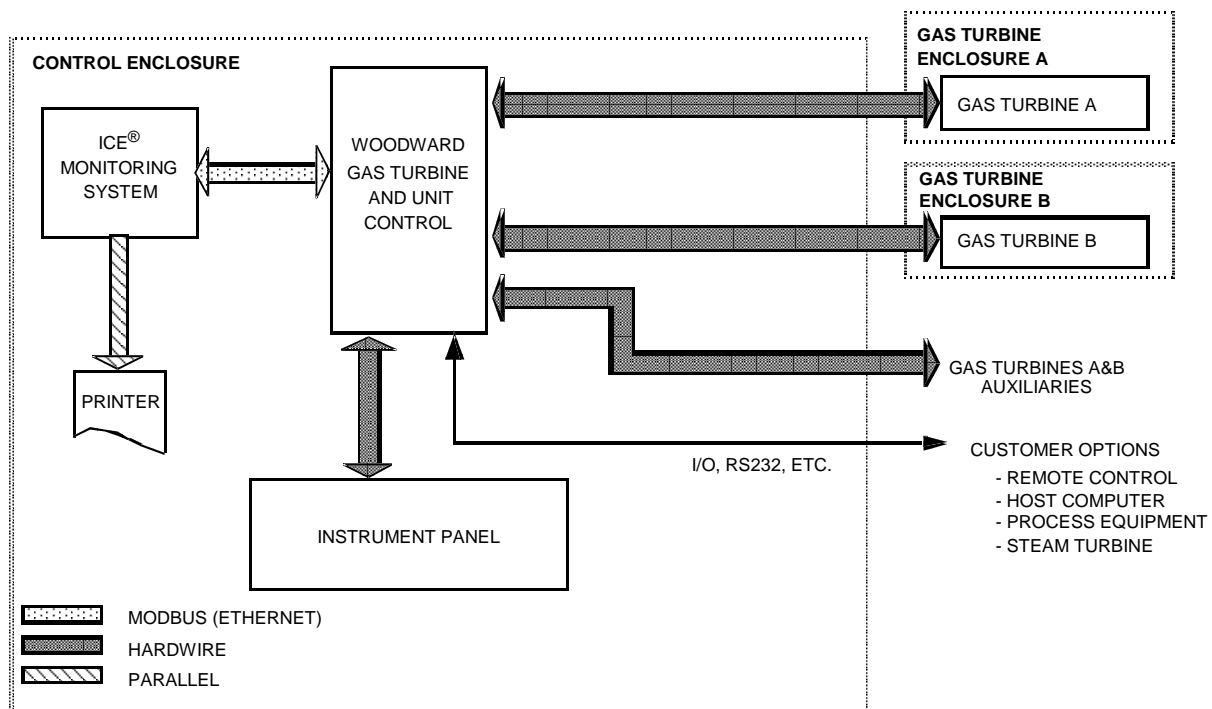 CONTROL ENCLOSURE
ICE®
MONITORING
SYSTEM
PRINTER
WOODWARD
GAS TURBINE
AND UNIT
CONTROL
INSTRUMENT PANEL
GAS TURBINE
ENCLOSURE A
GAS TURBINE A
GAS TURBINE
ENCLOSURE B
GAS TURBINE B
GAS TURBINES A&B
AUXILIARIES
I/O, RS232, ETC.
CUSTOMER OPTIONS
- REMOTE CONTROL
- HOST COMPUTER
- PROCESS EQUIPMENT
- STEAM TURBINE
MODBUS (ETHERNET)
HARDWIRE
PARALLEL